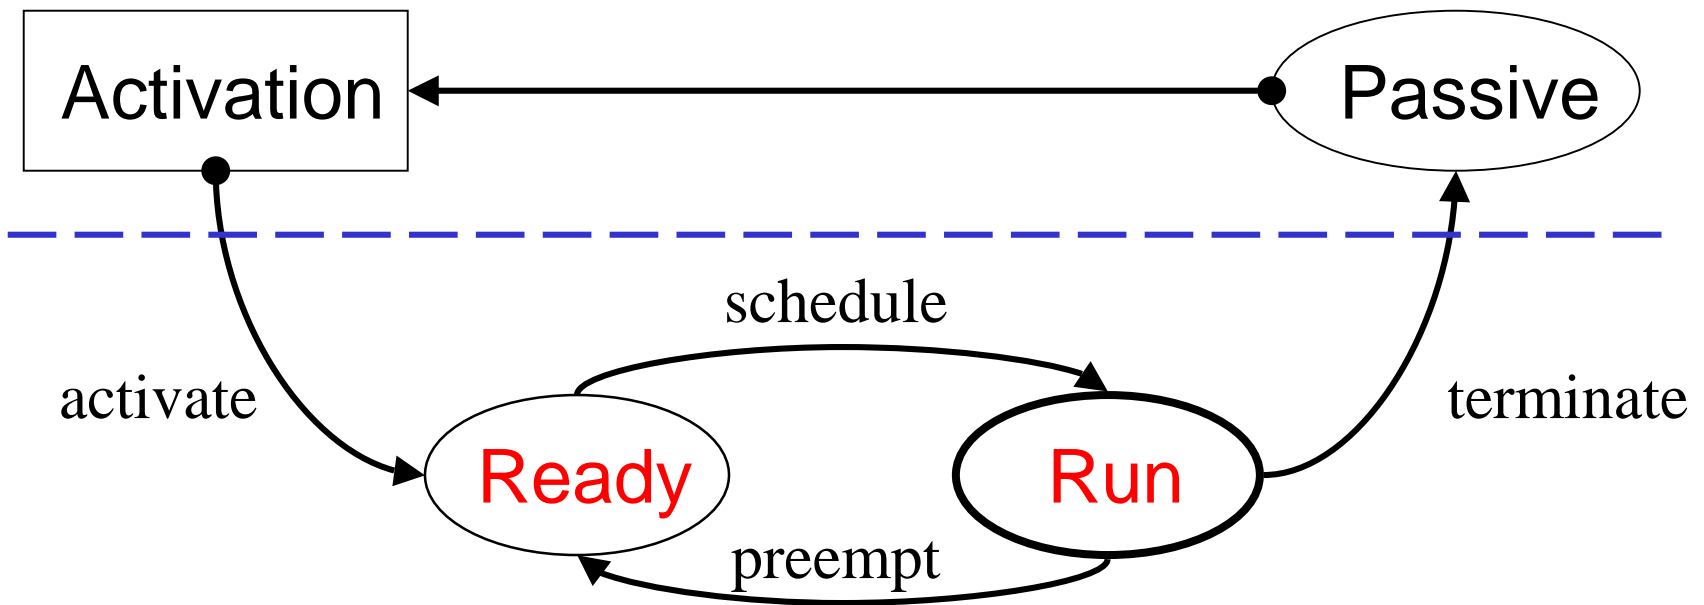 Activation
Passive
schedule
activate
terminate
Ready
Run
preempt